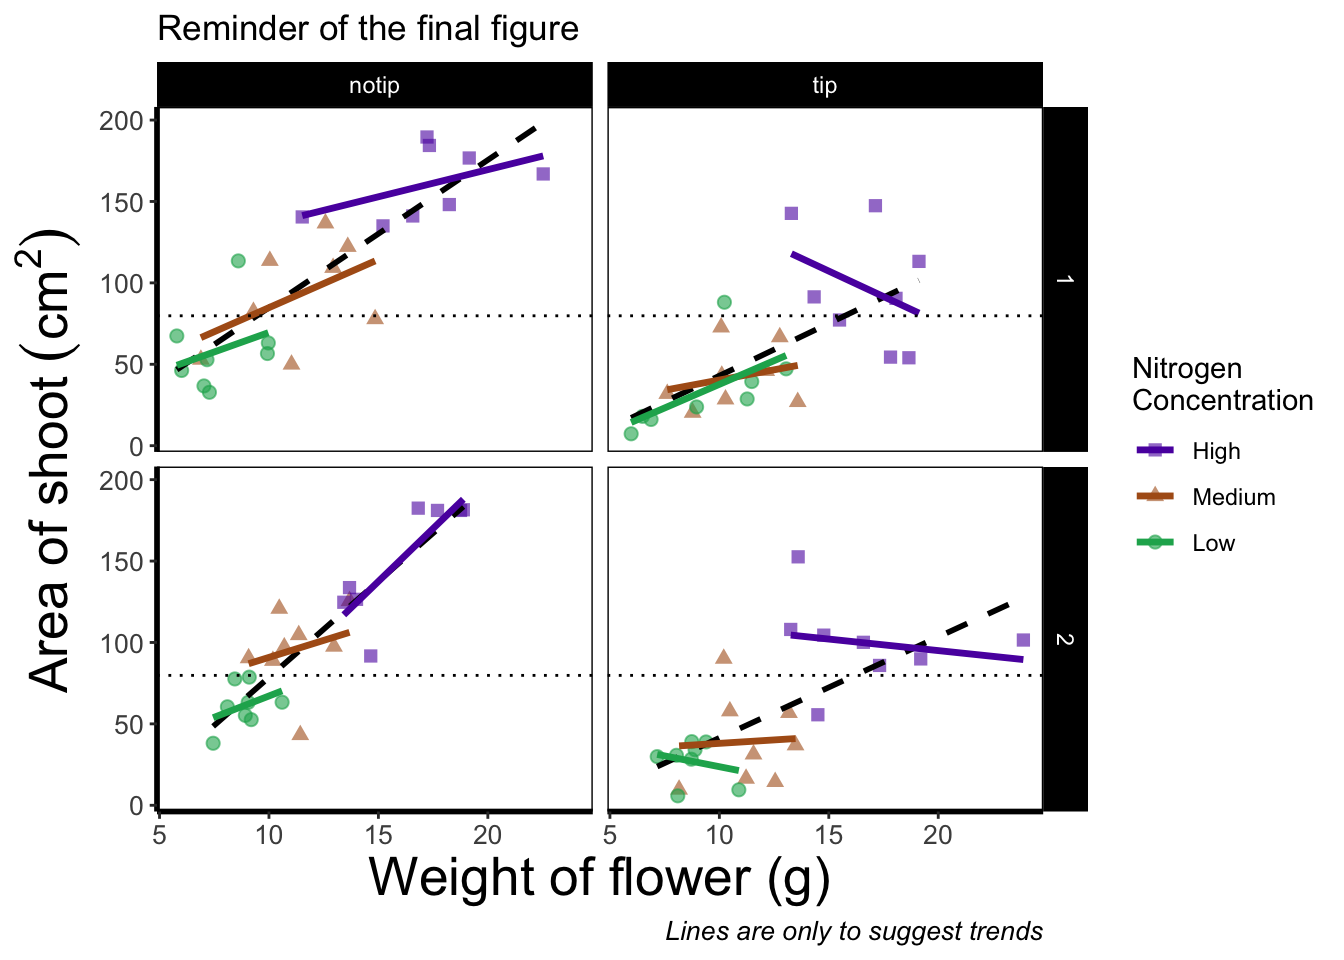 Reminder of the final figure
notip
tip
200
150
100
50
0
1
Area of shoot (cm²)
200
150
100
50
0
2
5 10 15 20
5 10 15 20
Weight of flower (g)
Lines are only to suggest trends
Nitrogen
Concentration
High
Medium
Low